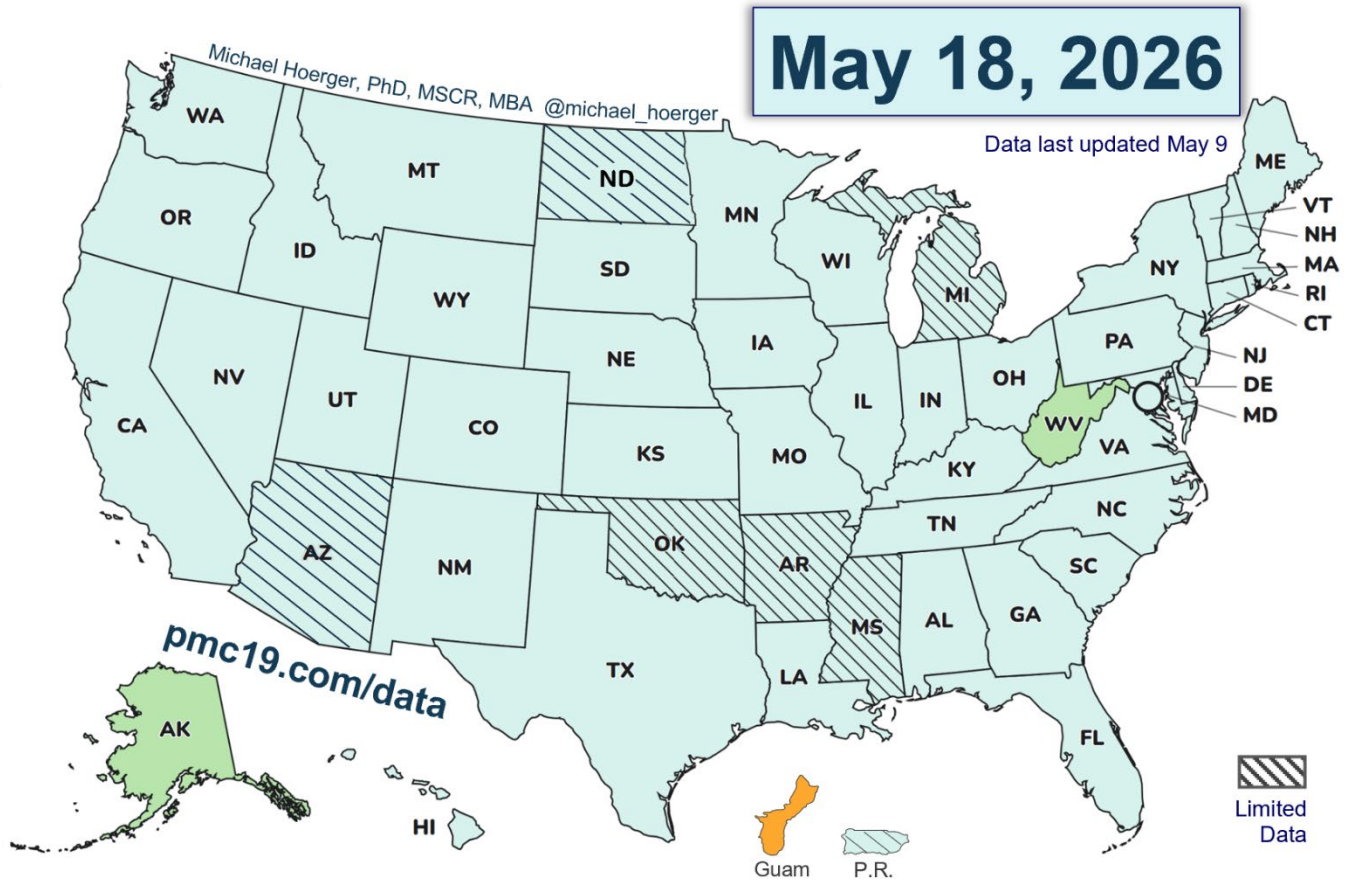 May 18, 2026
Michael Hoerger, PhD, MSCR, MBA @michael_hoerger
Data last updated May 9
WA
MT
ND
MN
ME
VT
NH
MA
RI
CT
OR
ID
SD
WI
NY
WY
MI
IA
PA
NJ
NE
DE
MD
NV
UT
CO
IL
IN
OH
WV
VA
CA
KS
MO
KY
NC
TN
AZ
NM
OK
AR
SC
MS
AL
GA
TX
LA
FL
pmc19.com/data
AK
HI
Guam
P.R.
Limited
Data